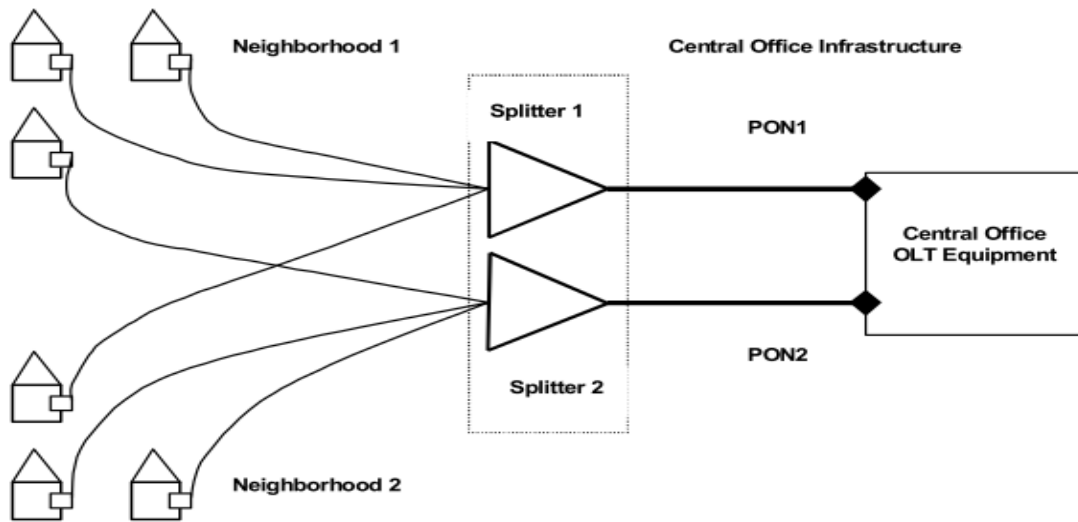 Neighborhood 1
Central Office Infrastructure
Splitter 1
PON1
Central Office
OLT Equipment
PON2
Splitter 2
Neighborhood 2